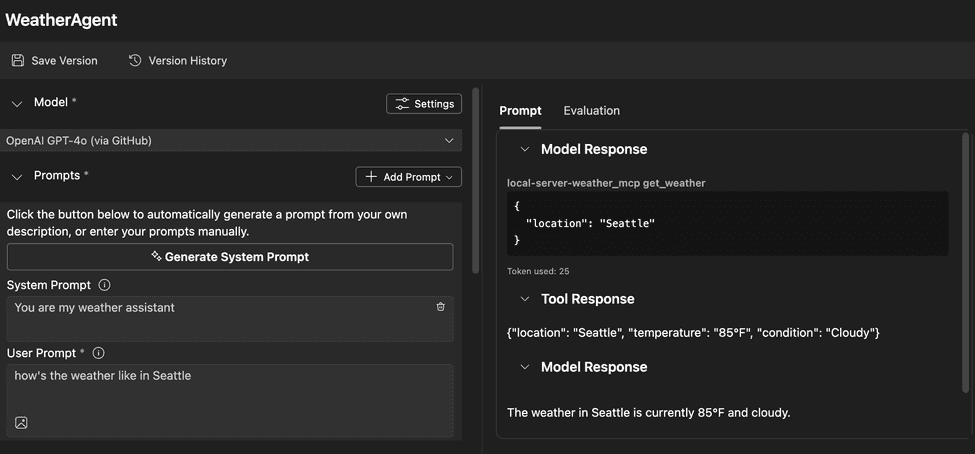 WeatherAgent
Save Version
Version History
Model *
Settings
OpenAI GPT-4o (via GitHub)
Prompts *
Add Prompt
Click the button below to automatically generate a prompt from your own
description, or enter your prompts manually.
Generate System Prompt
System Prompt
You are my weather assistant
User Prompt *
how's the weather like in Seattle
Prompt
Evaluation
Model Response
local-server-weather_mcp get_weather
{
"location": "Seattle"
}
Token used: 25
Tool Response
{"location": "Seattle", "temperature": "85°F", "condition": "Cloudy"}
Model Response
The weather in Seattle is currently 85°F and cloudy.